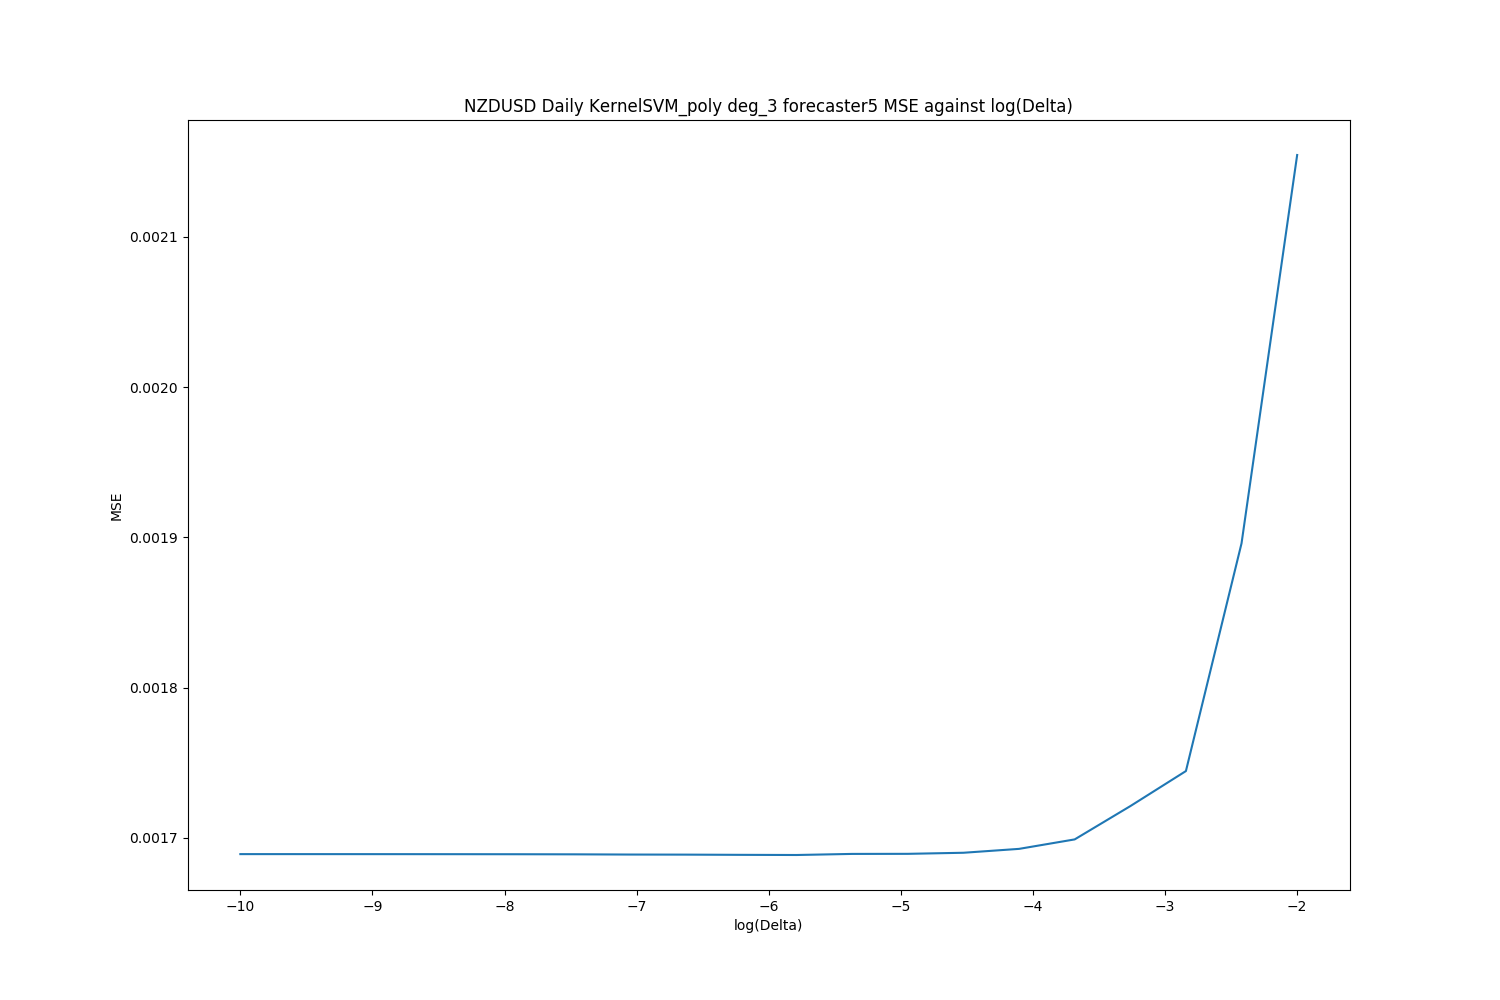 NZDUSD Daily KernelSVM_poly deg_3 forecaster5 MSE against log(Delta)
0.0021
0.0020
MSE
0.0019
0.0018
0.0017
−10 −9 −8 −7 −6 −5 −4 −3 −2
log(Delta)